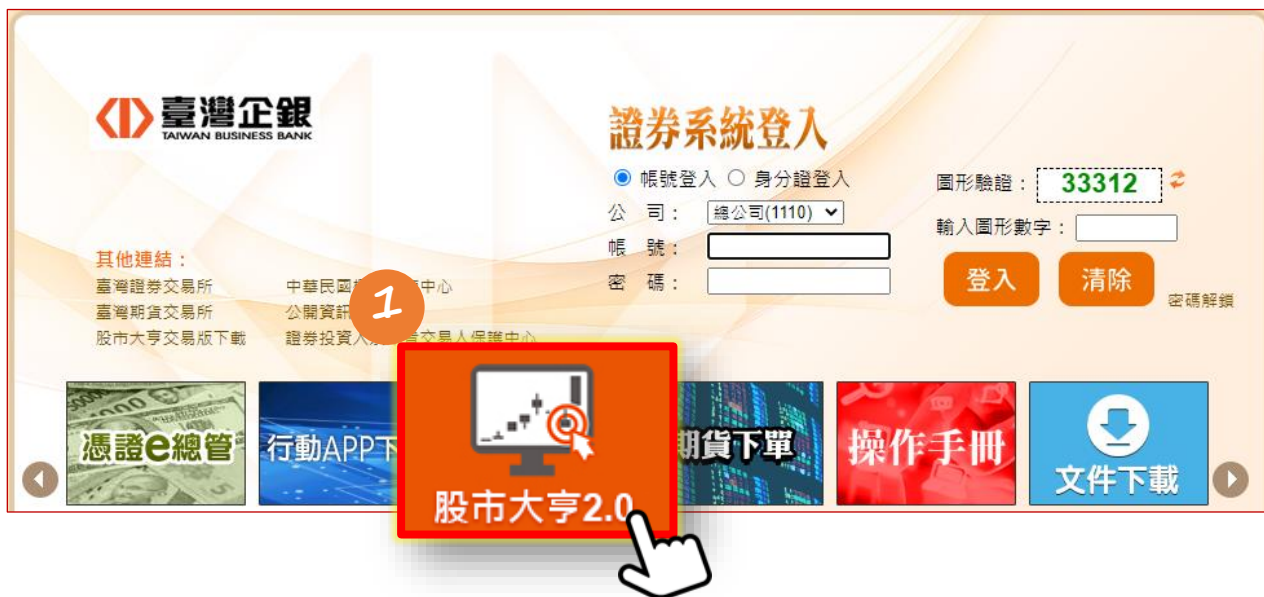 臺灣企銀
TAIWAN BUSINESS BANK
證券系統登入
帳號登入 身分證登入
公 司： 總公司(1110)
帳 號：
密 碼：
圖形驗證： 33312
輸入圖形數字：
登入 清除 密碼解鎖
其他連結：
臺灣證券交易所 中華民國 中心
臺灣期貨交易所 公開資訊
股市大亨交易版下載 證券投資人 交易人保護中心
1
憑證e總管
行動APP下
股市大亨2.0
期貨下單
操作手冊
文件下載